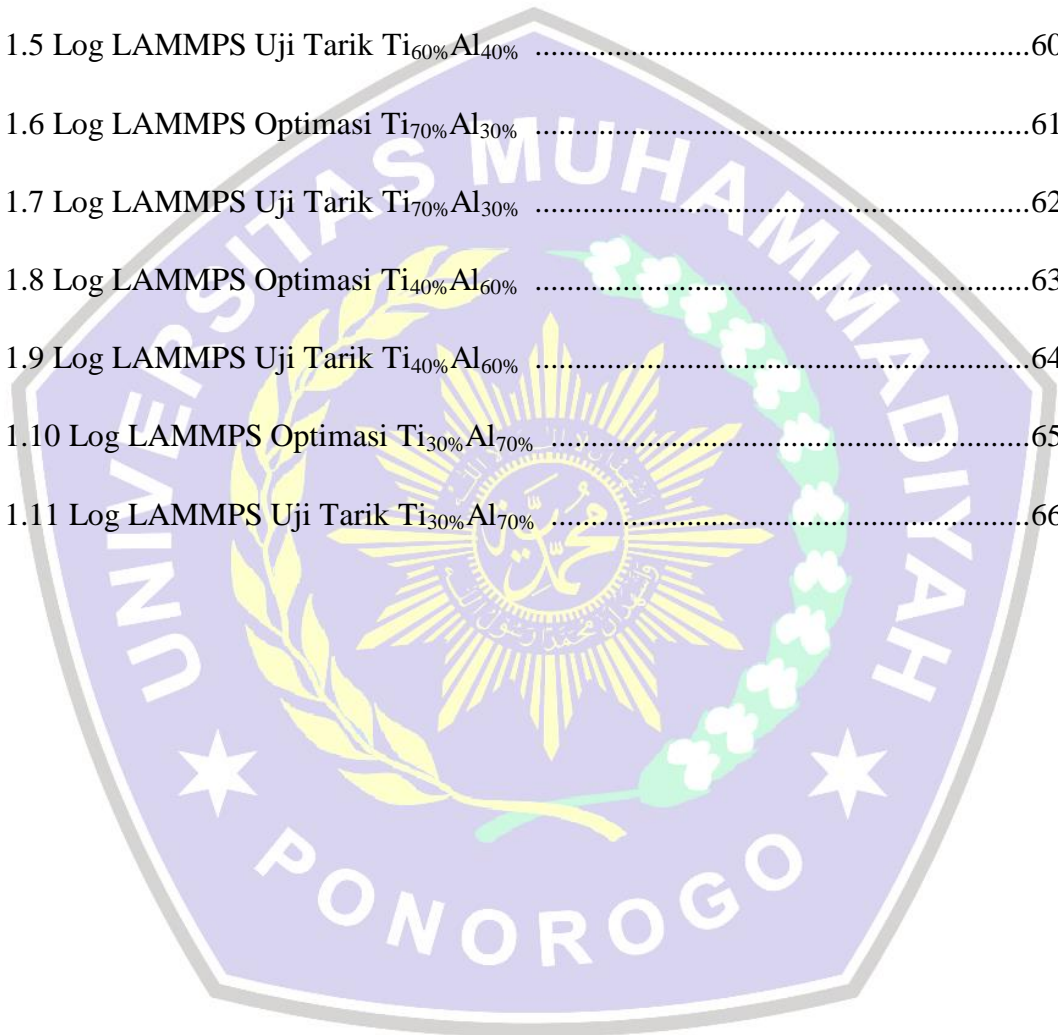 1.5 Log LAMMPS Uji Tarik Ti60%Al40% ..........60
1.6 Log LAMMPS Optimasi Ti70%Al30% ..........61
1.7 Log LAMMPS Uji Tarik Ti70%Al30% ..........62
1.8 Log LAMMPS Optimasi Ti40%Al60% ..........63
1.9 Log LAMMPS Uji Tarik Ti40%Al60% ..........64
1.10 Log LAMMPS Optimasi Ti30%Al70% ..........65
1.11 Log LAMMPS Uji Tarik Ti30%Al70% ..........66
UNIVERSITAS MUHAMMADIYAH
PONOROGO